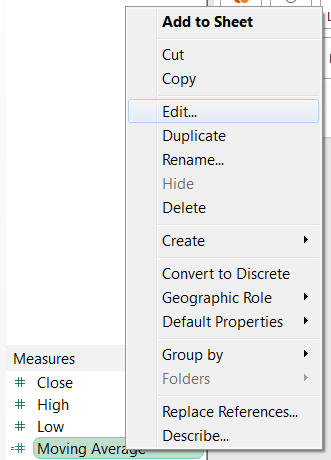 Add to Sheet
Cut
Copy
Edit...
Duplicate
Rename...
Hide
Delete
Create
Convert to Discrete
Geographic Role
Default Properties
Group by
Folders
Replace References...
Describe...
Measures
Close
High
Low
Moving Average